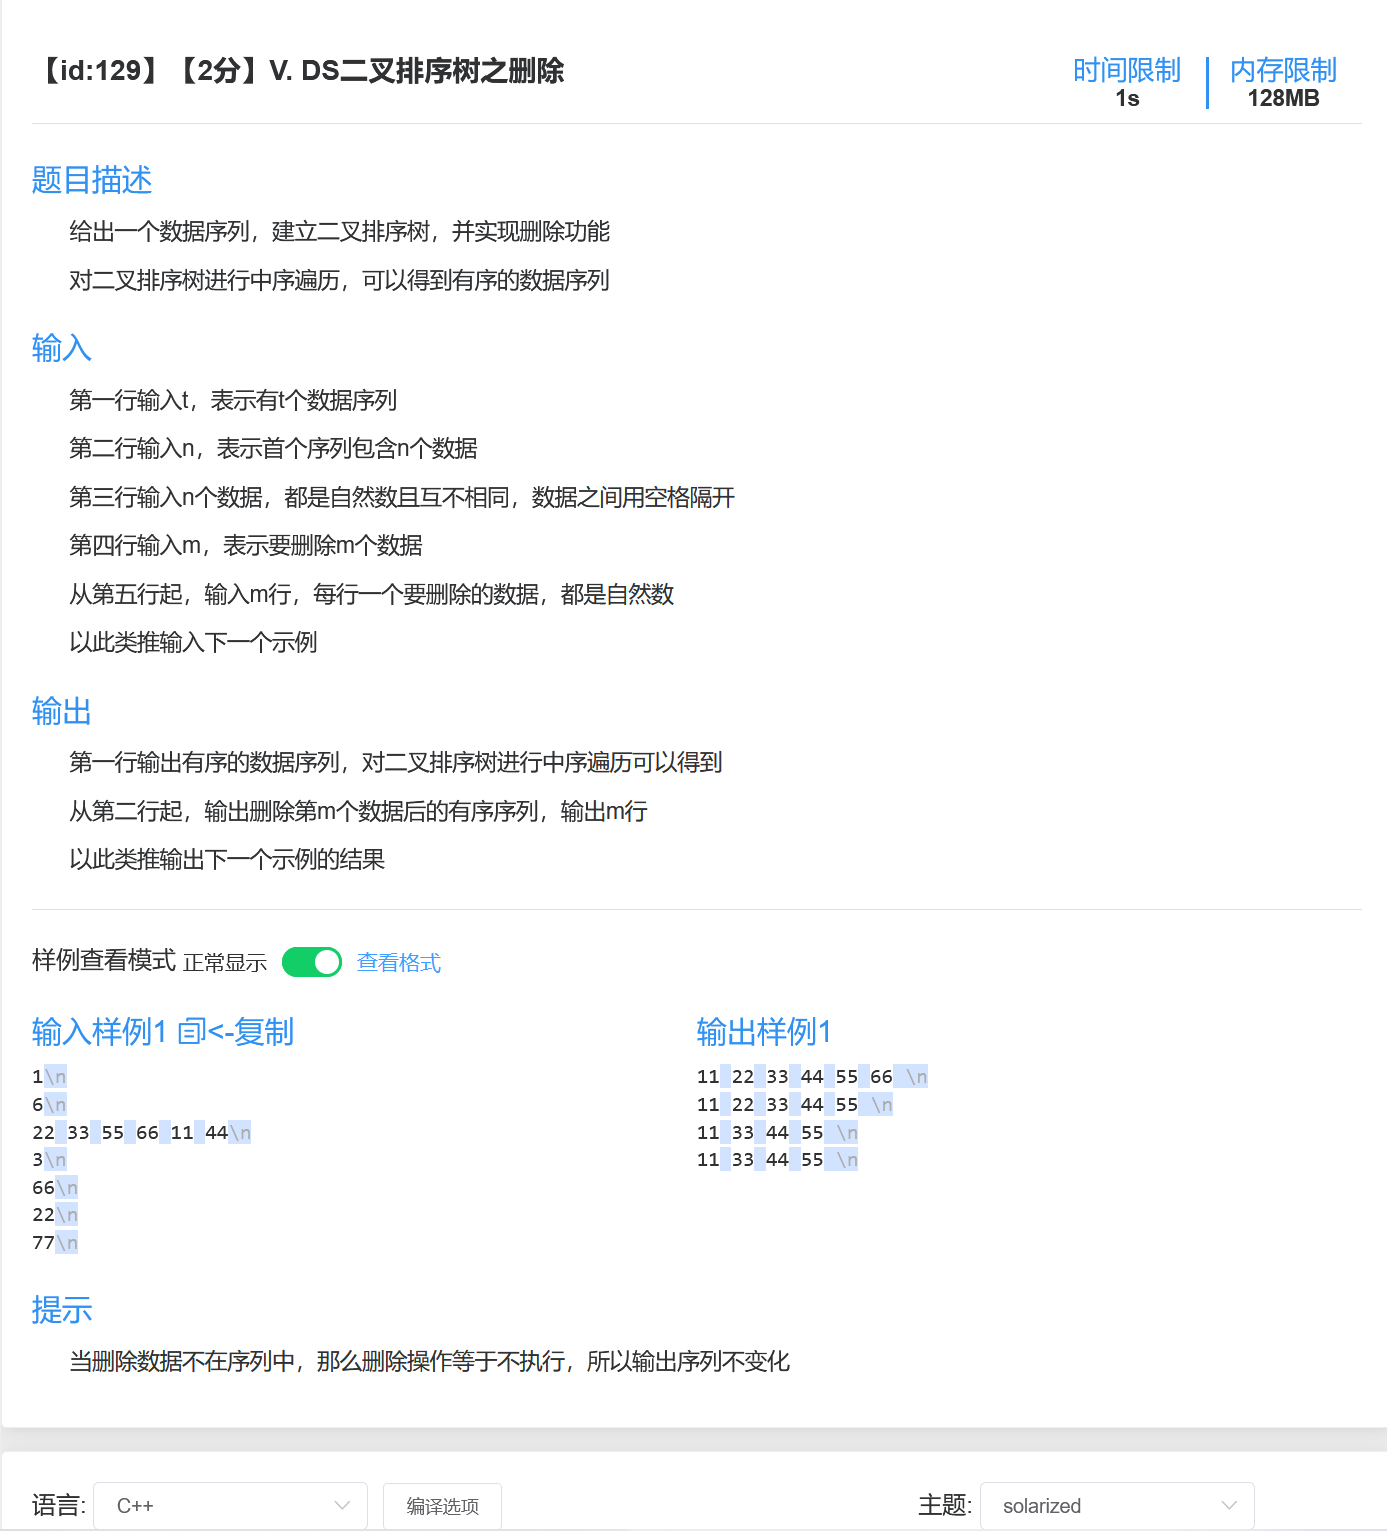 【id:129】【2分】V. DS二叉排序树之删除
时间限制
1s
内存限制
128MB
题目描述
给出一个数据序列，建立二叉排序树，并实现删除功能
对二叉排序树进行中序遍历，可以得到有序的数据序列
输入
第一行输入t，表示有t个数据序列
第二行输入n，表示首个序列包含n个数据
第三行输入n个数据，都是自然数且互不相同，数据之间用空格隔开
第四行输入m，表示要删除m个数据
从第五行起，输入m行，每行一个要删除的数据，都是自然数
以此类推输入下一个示例
输出
第一行输出有序的数据序列，对二叉排序树进行中序遍历可以得到
从第二行起，输出删除第m个数据后的有序序列，输出m行
以此类推输出下一个示例的结果
样例查看模式 正常显示 查看格式
输入样例1 <-复制
1\n
6\n
22 33 55 66 11 44\n
3\n
66\n
22\n
77\n
输出样例1
11 22 33 44 55 66 \n
11 22 33 44 55 \n
11 33 44 55 \n
11 33 44 55 \n
提示
当删除数据不在序列中，那么删除操作等于不执行，所以输出序列不变化
语言: C++ 编译选项 主题: solarized